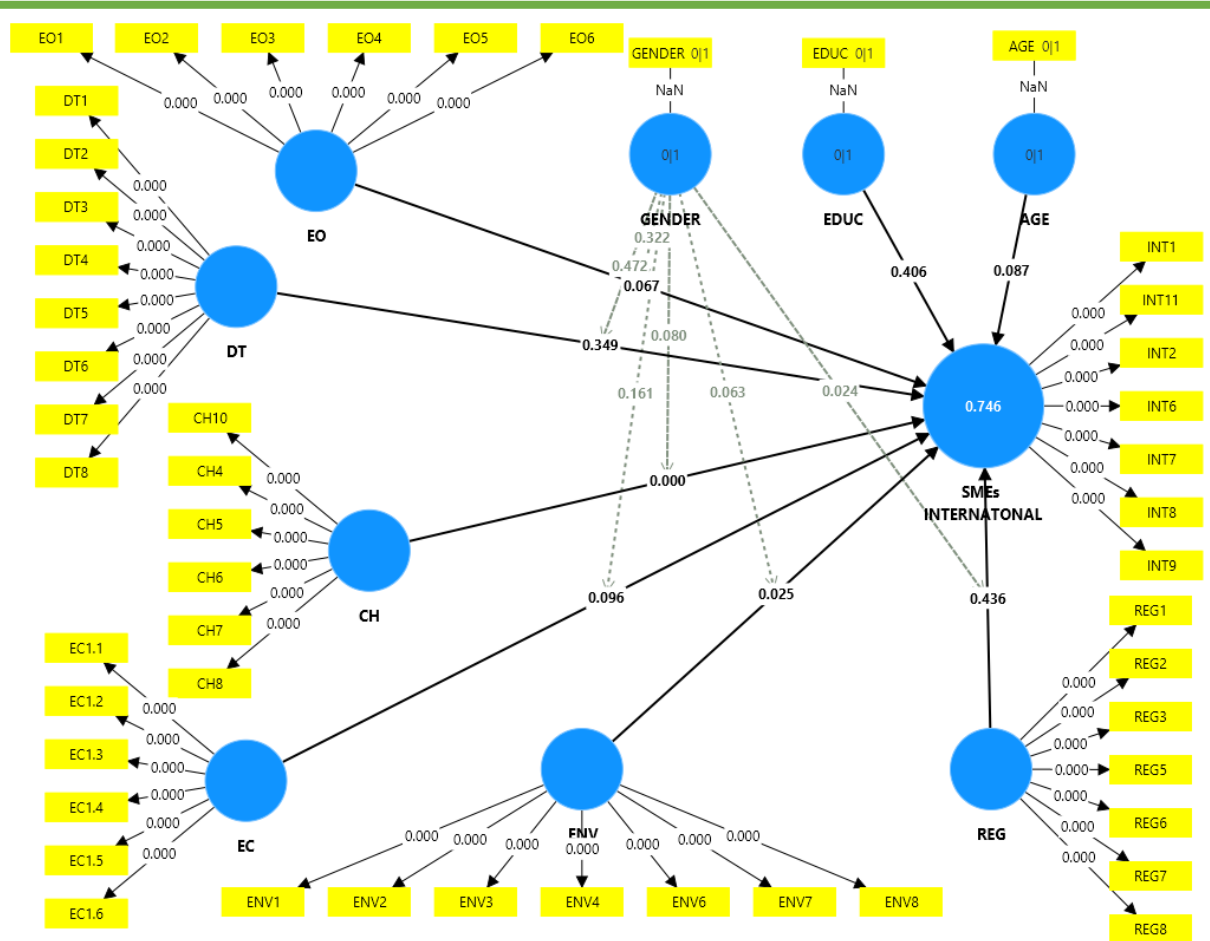 EO1 EO2 EO3 EO4 EO5 EO6
GENDER 0|1 EDUC 0|1 AGE 0|1
0.000 0.000 0.000 0.000 0.000 0.000
NaN NaN NaN
DT1
DT2
DT3
DT4
DT5
DT6
DT7
DT8
0.000
0.000
0.000
0.000
0.000
0.000
0.000
0.000
EO
DT
0|1 0|1 0|1
GENDER EDUC AGE
0.322
0.472
0.067
0.349
0.080
0.161
0.063
0.024
0.406
0.087
0.746
SMEs
INTERNATONAL
INT1
INT11
INT2
INT6
INT7
INT8
INT9
0.000
0.000
0.000
0.000
0.000
0.000
0.000
CH10
CH4
CH5
CH6
CH7
CH8
0.000
0.000
0.000
0.000
0.000
0.000
CH
0.000
0.096
0.025
0.436
EC1.1
EC1.2
EC1.3
EC1.4
EC1.5
EC1.6
0.000
0.000
0.000
0.000
0.000
0.000
EC
ENV
0.000 0.000 0.000 0.000 0.000 0.000 0.000
ENV1 ENV2 ENV3 ENV4 ENV6 ENV7 ENV8
REG
0.000
0.000
0.000
0.000
0.000
0.000
0.000
REG1
REG2
REG3
REG5
REG6
REG7
REG8